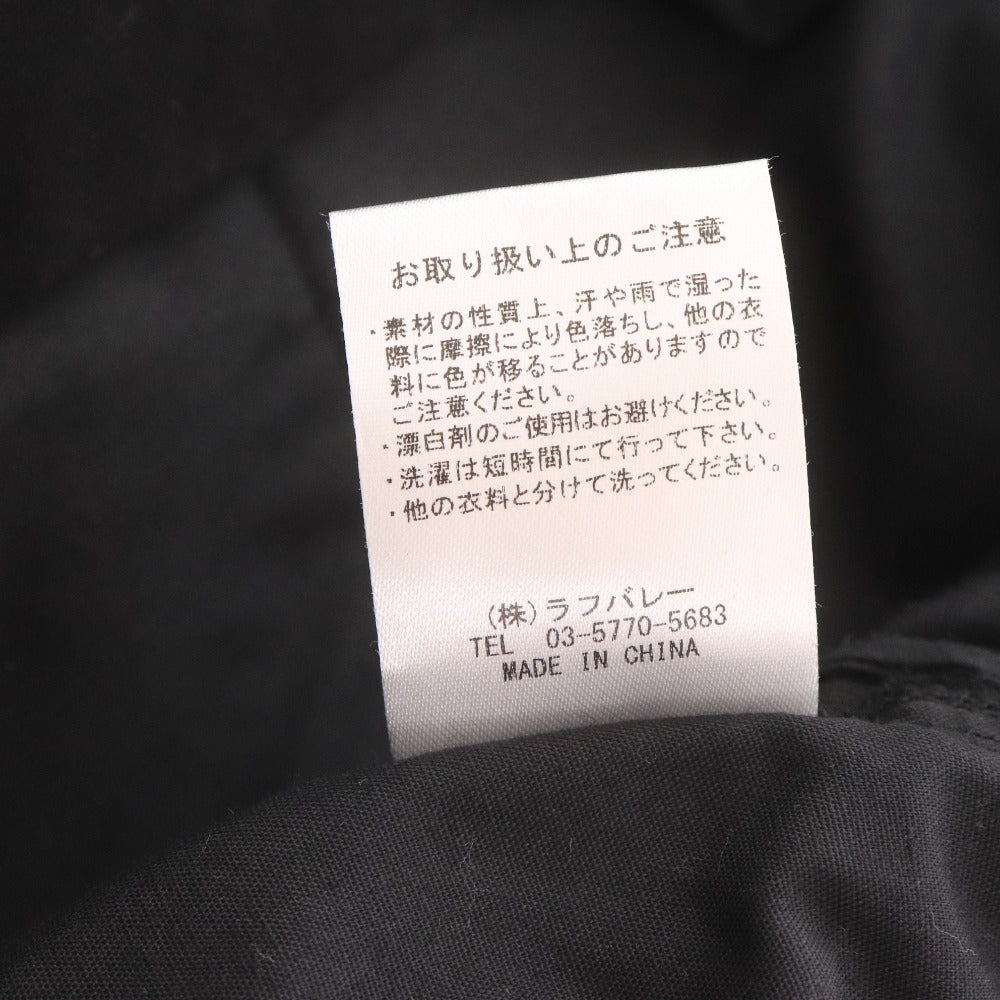 お取り扱い上のご注意
・素材の性質上、汗や雨で湿った
際に摩擦により色落ちし、他の衣
料に色が移ることがありますので
ご注意ください。
・漂白剤のご使用はお避けください。
・洗濯は短時間にて行って下さい。
・他の衣料と分けて洗ってください。
(株)ラフバレー
TEL 03-5770-5683
MADE IN CHINA